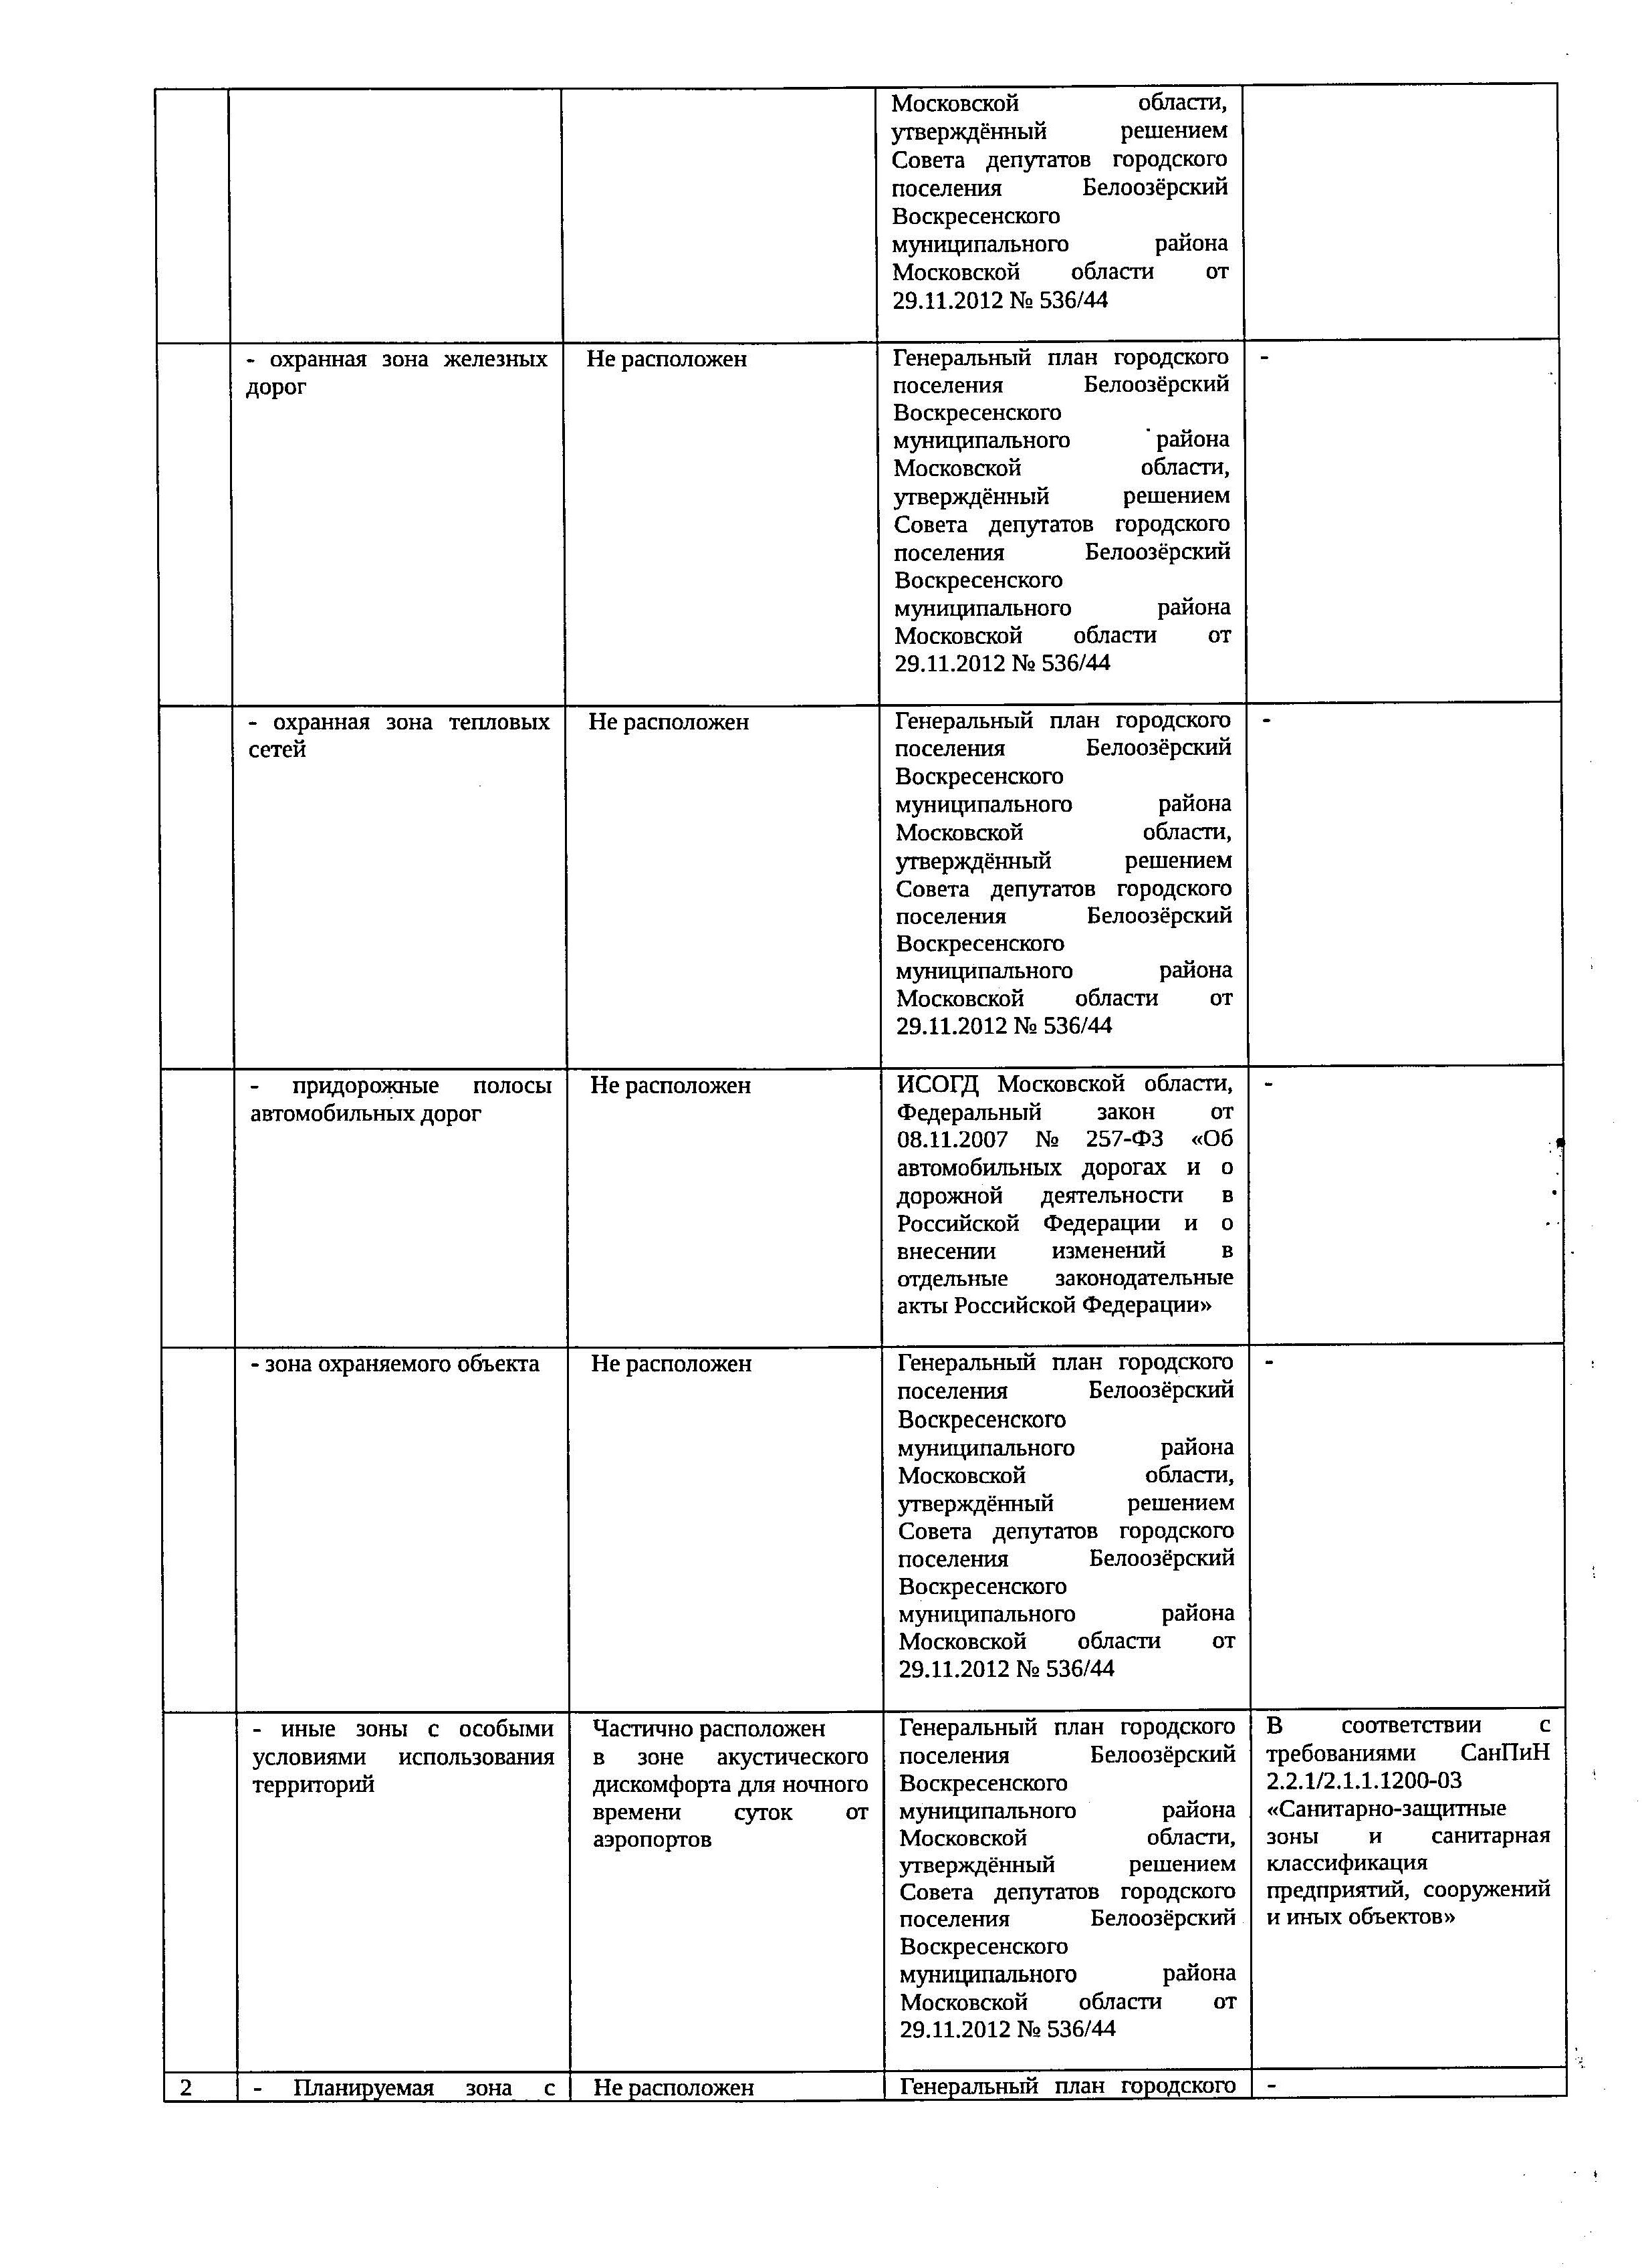 Московской области,
утверждённый решением
Совета депутатов городского
поселения Белоозёрский
Воскресенского
муниципального района
Московской области от
29.11.2012 № 536/44
- охранная зона железных
дорог
Не расположен
Генеральный план городского
поселения Белоозёрский
Воскресенского
муниципального района
Московской области,
утверждённый решением
Совета депутатов городского
поселения Белоозёрский
Воскресенского
муниципального района
Московской области от
29.11.2012 № 536/44
-
- охранная зона тепловых
сетей
Не расположен
Генеральный план городского
поселения Белоозёрский
Воскресенского
муниципального района
Московской области,
утверждённый решением
Совета депутатов городского
поселения Белоозёрский
Воскресенского
муниципального района
Московской области от
29.11.2012 № 536/44
-
- придорожные полосы
автомобильных дорог
Не расположен
ИСОГД Московской области,
Федеральный закон от
08.11.2007 № 257-ФЗ «Об
автомобильных дорогах и о
дорожной деятельности в
Российской Федерации и о
внесении изменений в
отдельные законодательные
акты Российской Федерации»
-
- зона охраняемого объекта
Не расположен
Генеральный план городского
поселения Белоозёрский
Воскресенского
муниципального района
Московской области,
утверждённый решением
Совета депутатов городского
поселения Белоозёрский
Воскресенского
муниципального района
Московской области от
29.11.2012 № 536/44
-
- иные зоны с особыми
условиями использования
территорий
Частично расположен
в зоне акустического
дискомфорта для ночного
времени суток от
аэропортов
Генеральный план городского
поселения Белоозёрский
Воскресенского
муниципального района
Московской области,
утверждённый решением
Совета депутатов городского
поселения Белоозёрский
Воскресенского
муниципального района
Московской области от
29.11.2012 № 536/44
В соответствии с
требованиями СанПиН
2.2.1/2.1.1.1200-03
«Санитарно-защитные
зоны и санитарная
классификация
предприятий, сооружений
и иных объектов»
2
- Планируемая зона с
Не расположен
Генеральный план городского
-